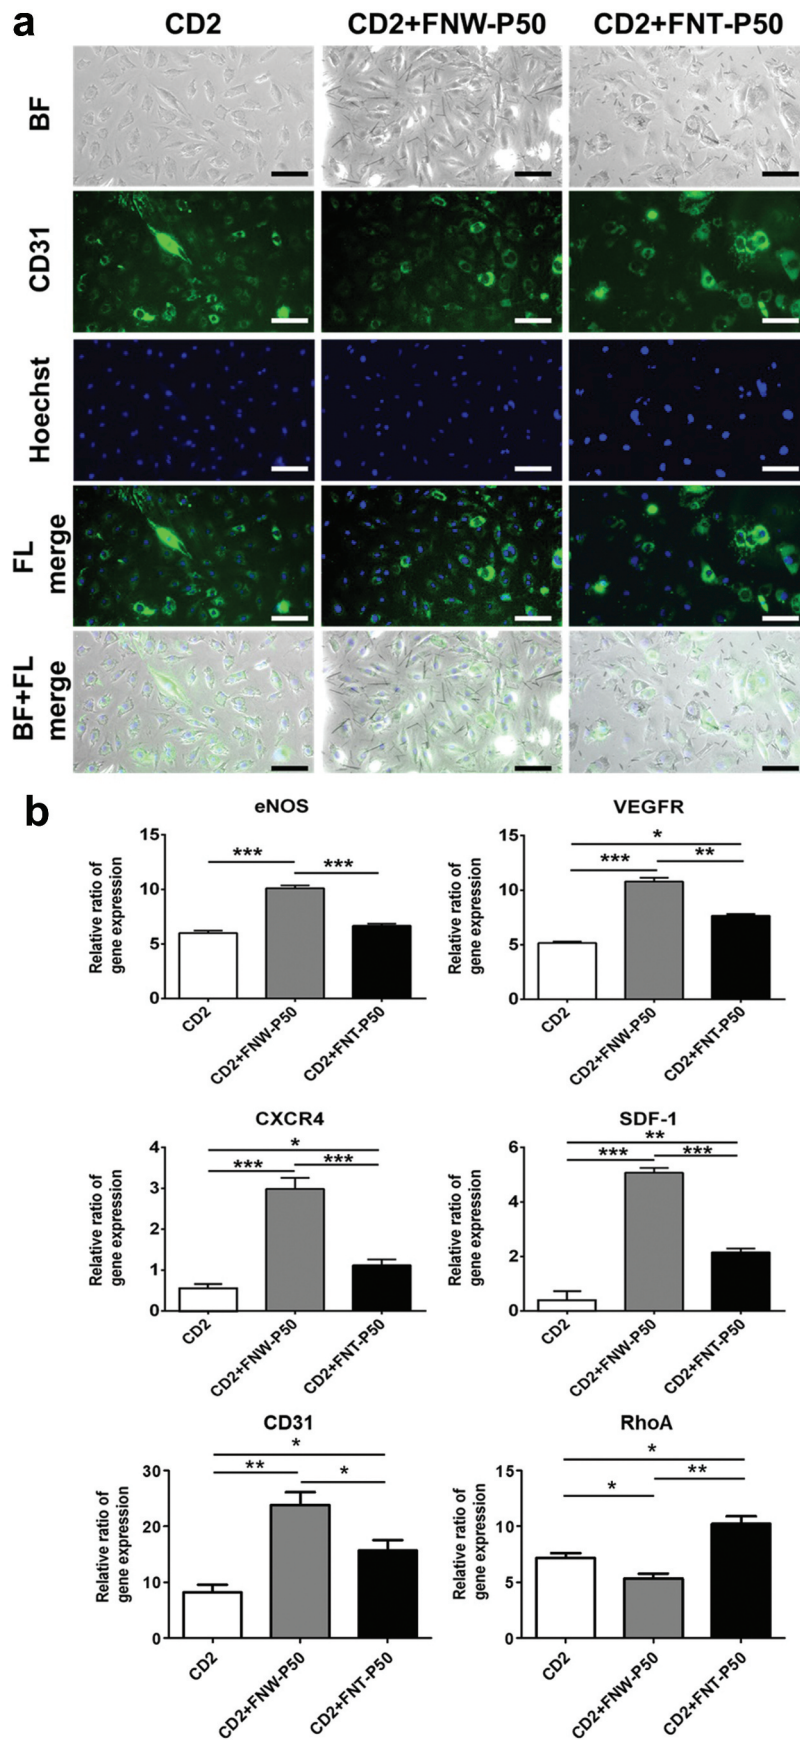 a
CD2
CD2+FNW-P50
CD2+FNT-P50
BF
CD31
Hoechst
FL
merge
BF+FL
merge
b
eNOS
Relative ratio of
gene expression
15
10
5
0
***
***
CD2
CD2+FNW-P50
CD2+FNT-P50
VEGFR
Relative ratio of
gene expression
15
10
5
0
*
***
**
CD2
CD2+FNW-P50
CD2+FNT-P50
CXCR4
Relative ratio of
gene expression
4
3
2
1
0
*
***
***
CD2
CD2+FNW-P50
CD2+FNT-P50
SDF-1
Relative ratio of
gene expression
6
4
2
0
**
***
***
CD2
CD2+FNW-P50
CD2+FNT-P50
CD31
Relative ratio of
gene expression
30
20
10
0
*
**
*
CD2
CD2+FNW-P50
CD2+FNT-P50
RhoA
Relative ratio of
gene expression
15
10
5
0
*
*
**
CD2
CD2+FNW-P50
CD2+FNT-P50